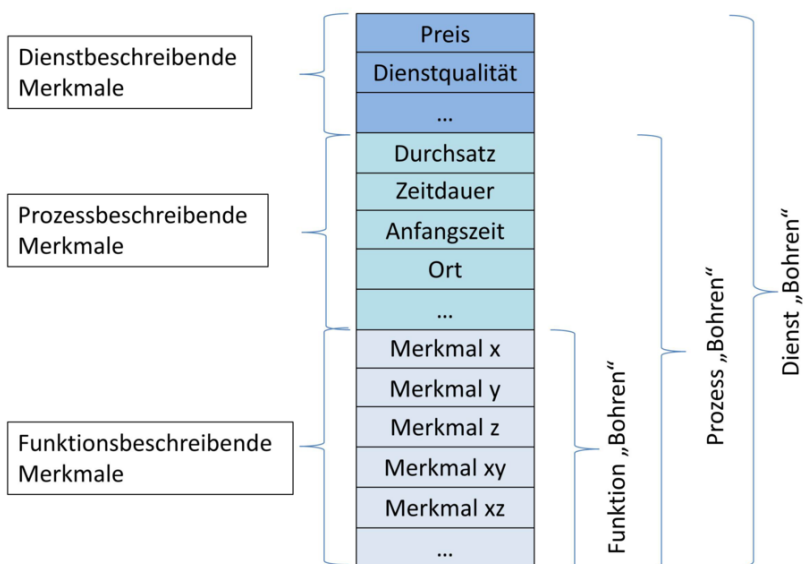 Dienstbeschreibende
Merkmale
Prozessbeschreibende
Merkmale
Funktionsbeschreibende
Merkmale
Preis
Dienstqualität
...
Durchsatz
Zeitdauer
Anfangszeit
Ort
...
Merkmal x
Merkmal y
Merkmal z
Merkmal xy
Merkmal xz
...
Funktion „Bohren“
Prozess „Bohren“
Dienst „Bohren“